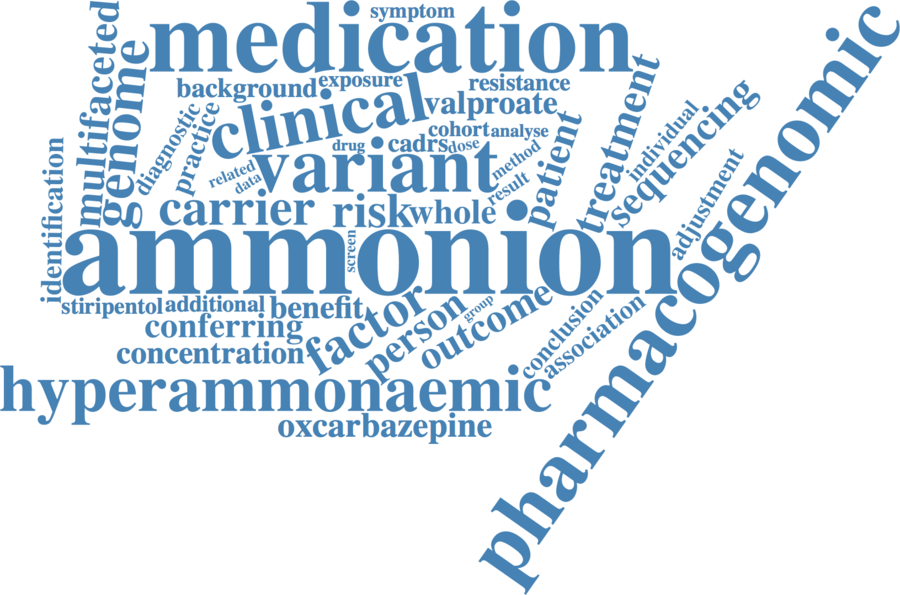 symptom
medication
multifaceted
genome
background
exposure
resistance
clinical
valproate
diagnostic
practice
cohort
analyse
drug
cadrs
dose
variant
related
data
method
result
patient
treatment
individual
sequencing
pharmacogenomic
identification
carrier
risk
whole
adjustment
ammonion
screen
stiripentol
additional
benefit
conferring
factor
person
group
outcome
conclusion
association
concentration
hyperammonaemic
oxcarbazepine